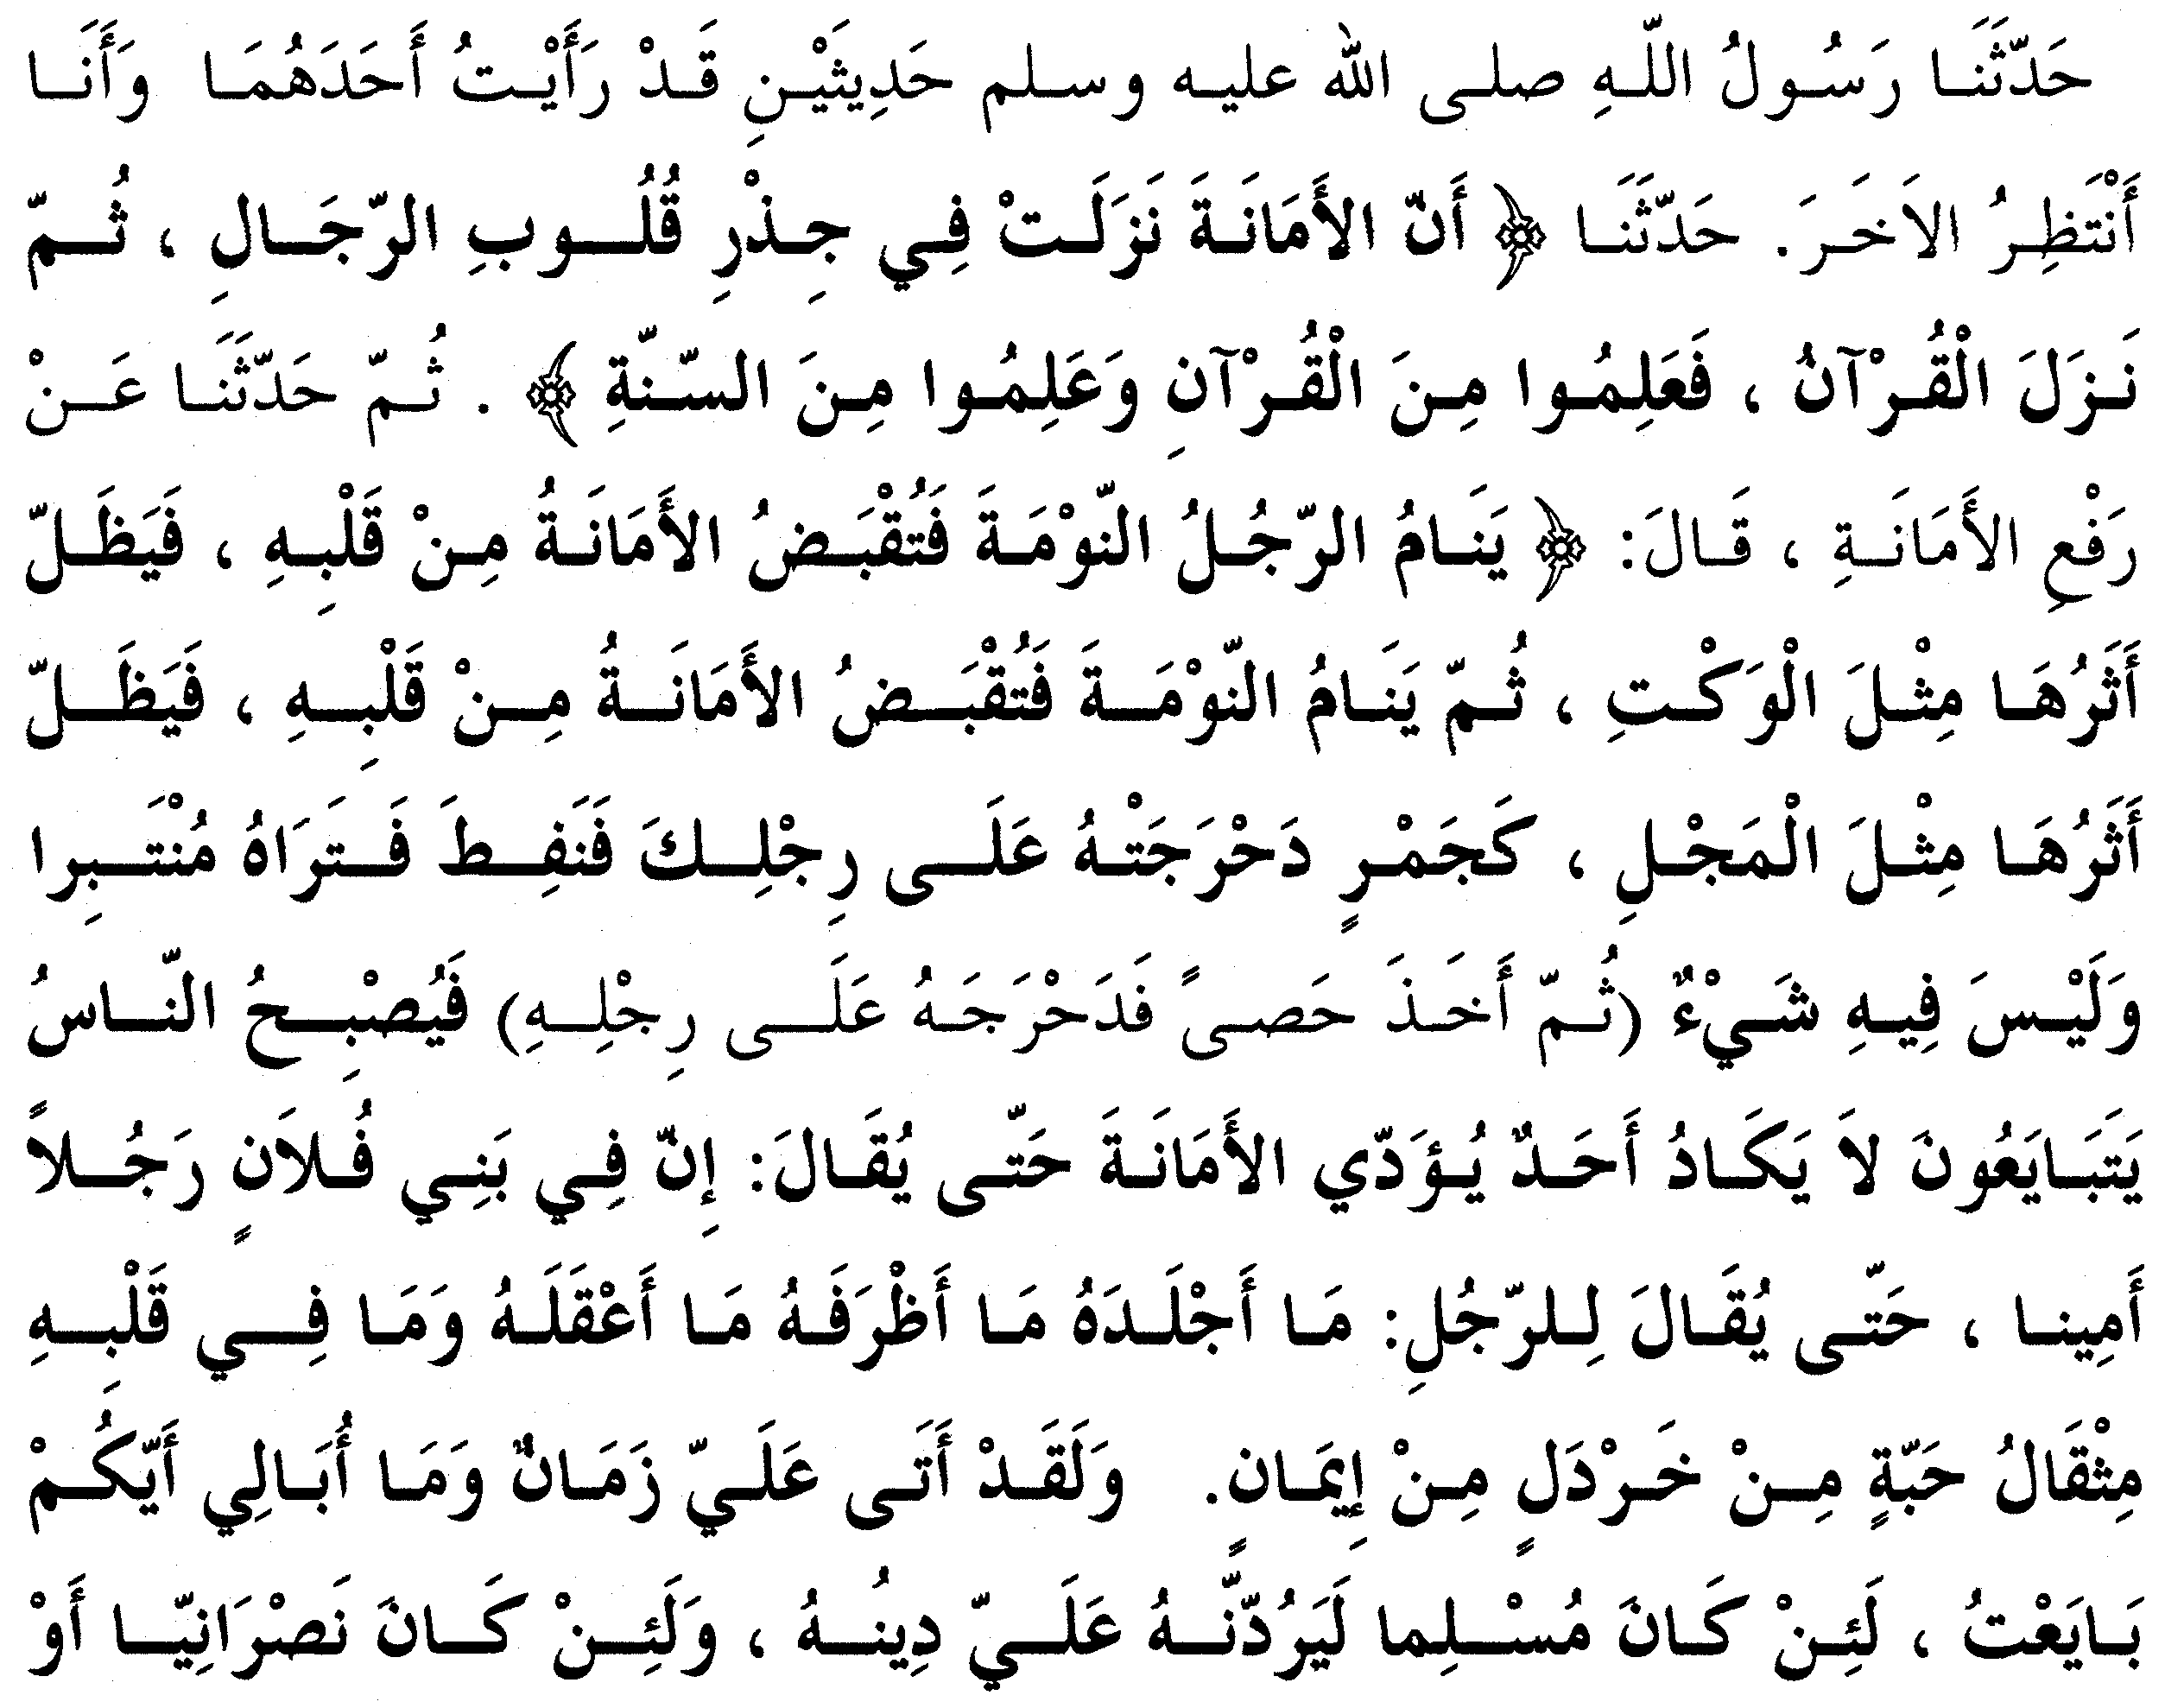 حَدّثَنَا رَسُولُ اللّهِ صلى الله عليه وسلم حَدِيثَيْنِ قَدْ رَأَيْتُ أَحَدَهُمَا وَأَنَا
أَنْتَظِرُ الاَخَرَ. حَدّثَنَا ﴿ أَنّ الأَمَانَةَ نَزَلَتْ فِي جِذْرِ قُلُوبِ الرّجَالِ ، ثُمّ
نَزَلَ الْقُرْآنُ ، فَعَلِمُوا مِنَ الْقُرْآنِ وَعَلِمُوا مِنَ السّنّةِ ﴾ . ثُمّ حَدّثَنَا عَنْ
رَفْعِ الأَمَانَةِ ، قَالَ: ﴿ يَنَامُ الرّجُلُ النّوْمَةَ فَتُقْبَضُ الأَمَانَةُ مِنْ قَلْبِهِ ، فَيَظَلّ
أَثَرُهَا مِثْلَ الْوَكْتِ ، ثُمّ يَنَامُ النّوْمَةَ فَتُقْبَضُ الأَمَانَةُ مِنْ قَلْبِهِ ، فَيَظَلّ
أَثَرُهَا مِثْلَ الْمَجْلِ ، كَجَمْرٍ دَحْرَجَتْهُ عَلَى رِجْلِكَ فَنَفِطَ فَتَرَاهُ مُنْتَبِرا
وَلَيْسَ فِيهِ شَيْءٌ (ثُمّ أَخَذَ حَصىً فَدَحْرَجَهُ عَلَى رِجْلِهِ) فَيُصْبِحُ النّاسُ
يَتَبَايَعُونَ لاَ يَكَادُ أَحَدٌ يُؤَدّي الأَمَانَةَ حَتّى يُقَالَ: إِنّ فِي بَنِي فُلاَنٍ رَجُلاً
أَمِينا ، حَتّى يُقَالَ لِلرّجُلِ: مَا أَجْلَدَهُ مَا أَظْرَفَهُ مَا أَعْقَلَهُ وَمَا فِي قَلْبِهِ
مِثْقَالُ حَبّةٍ مِنْ خَرْدَلٍ مِنْ إِيمَانٍ. وَلَقَدْ أَتَى عَلَيّ زَمَانٌ وَمَا أُبَالِي أَيّكُمْ
بَايَعْتُ ، لَئِنْ كَانَ مُسْلِما لَيَرُدّنّهُ عَلَيّ دِينُهُ ، وَلَئِنْ كَانَ نَصْرَانِيّا أَوْ